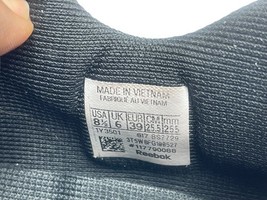 MADE IN VIETNAM
FABRIQUÉ AU VIETNAM
USA UK EUR CM mm
8½ 6 39 25.5 255
1Y3501
Reebok